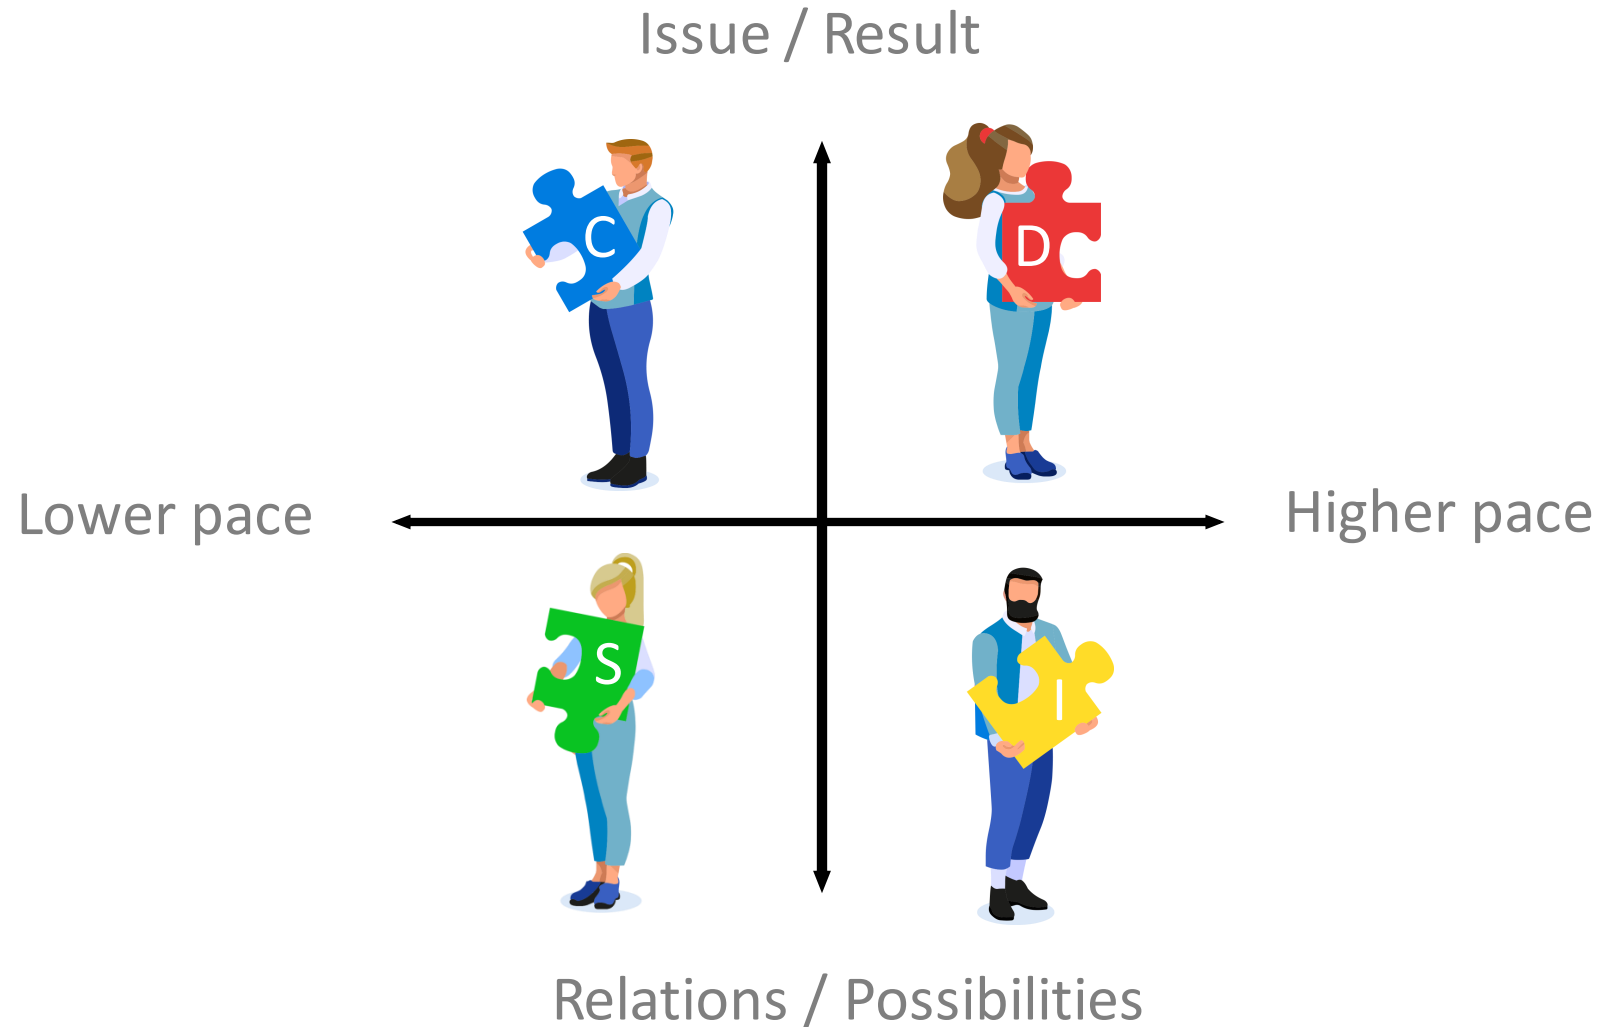 Issue / Result
C
D
Lower pace
Higher pace
S
I
Relations / Possibilities